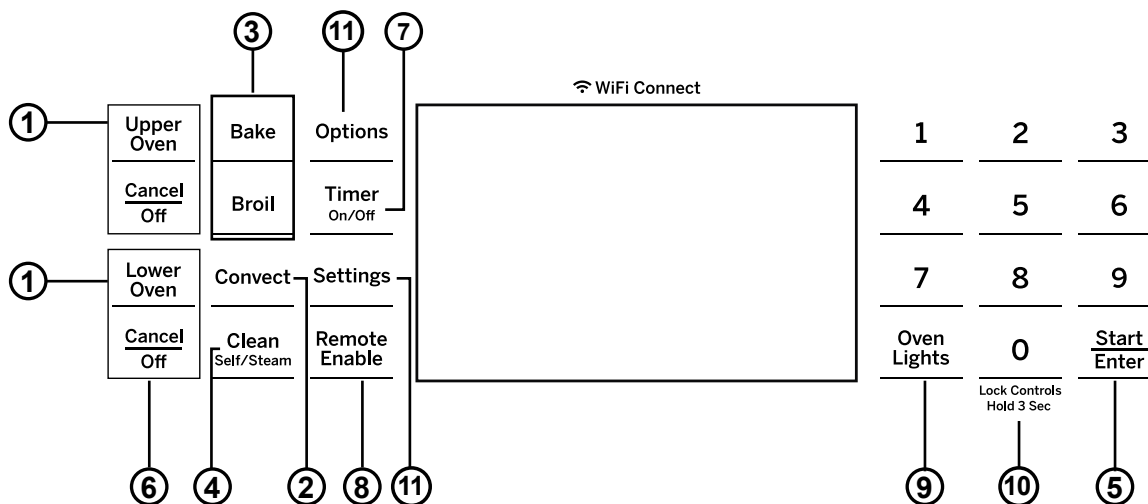 3
11
7
WiFi Connect
1
Upper
Oven
Bake
Options
1
2
3
Cancel
Off
Broil
Timer
On/Off
4
5
6
1
Lower
Oven
Convect
Settings
7
8
9
Cancel
Off
Clean
Self/Steam
Remote
Enable
Oven
Lights
0
Start
Enter
Lock Controls
Hold 3 Sec
6
4
2
8
11
9
10
5